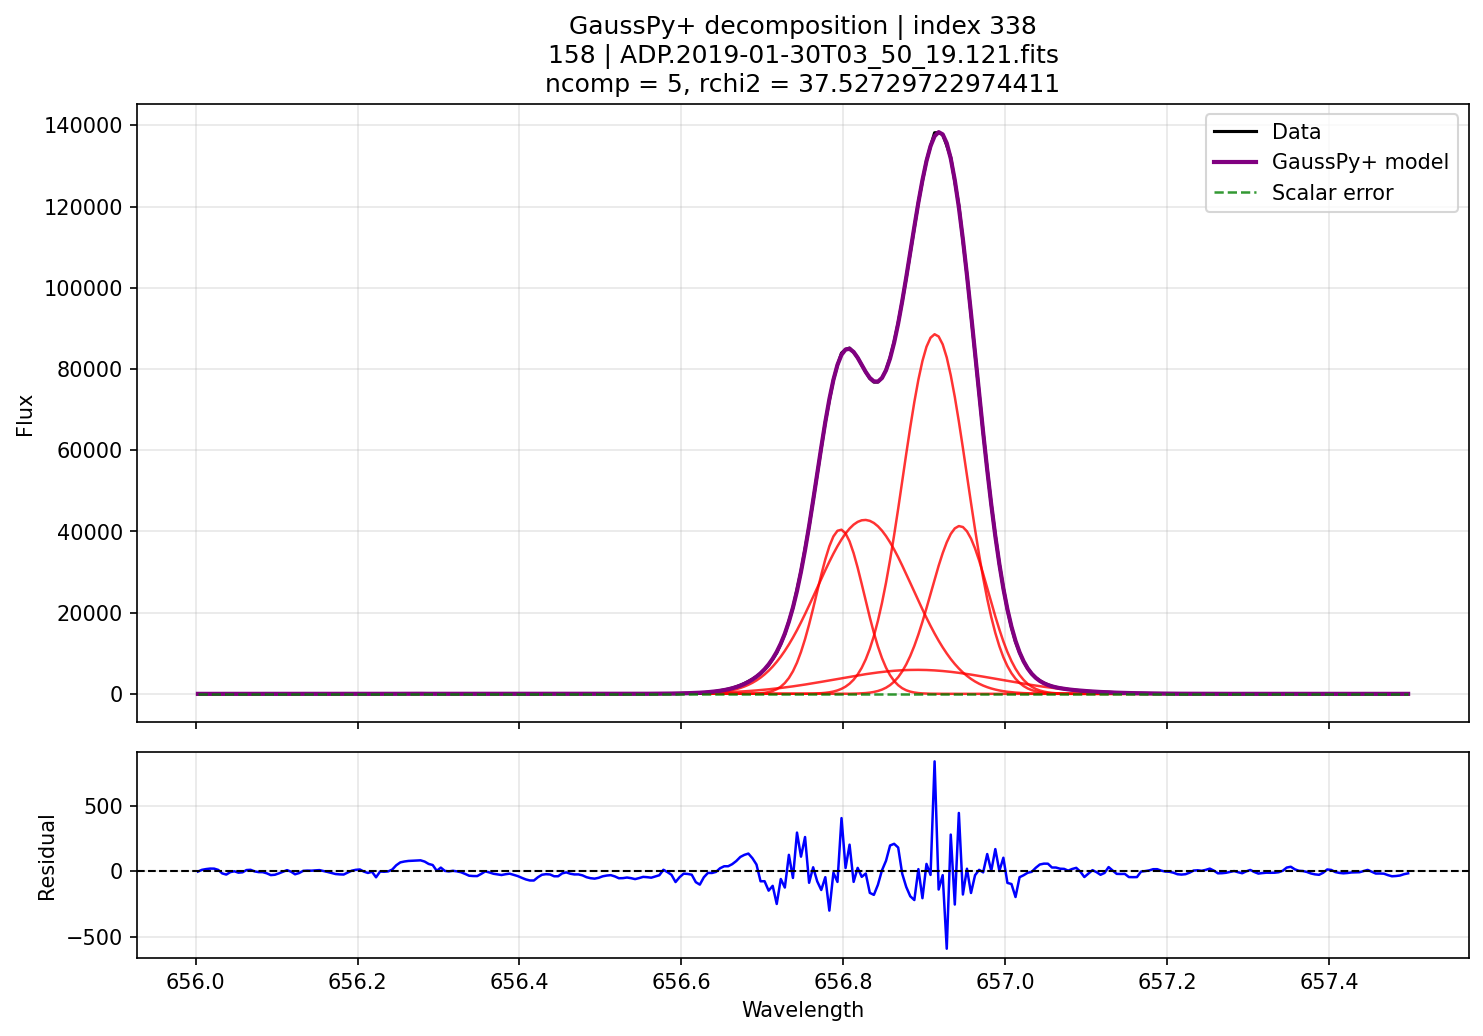 GaussPy+ decomposition | index 338
158 | ADP.2019-01-30T03_50_19.121.fits
ncomp = 5, rchi2 = 37.52729722974411
Data
GaussPy+ model
Scalar error
Flux
140000
120000
100000
80000
60000
40000
20000
0
Residual
500
0
−500
656.0 656.2 656.4 656.6 656.8 657.0 657.2 657.4
Wavelength